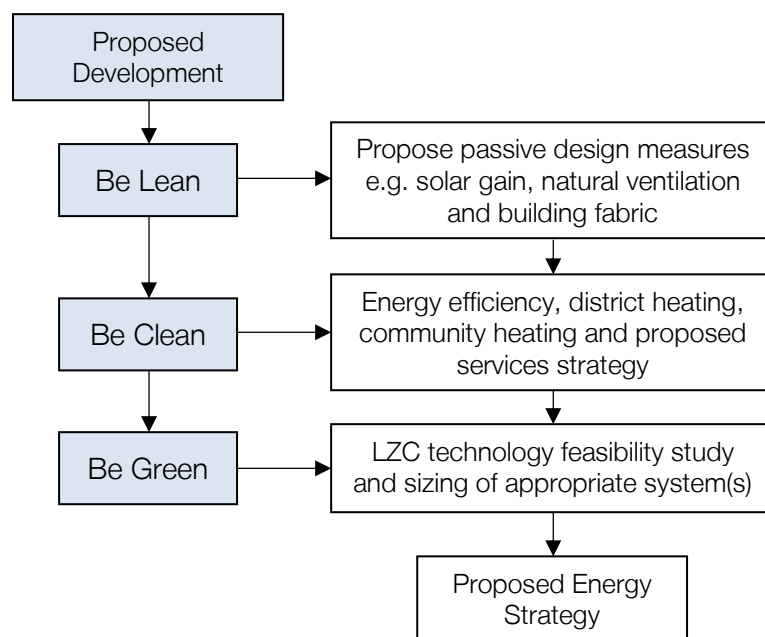 Proposed
Development
Be Lean
Propose passive design measures
e.g. solar gain, natural ventilation
and building fabric
Be Clean
Energy efficiency, district heating,
community heating and proposed
services strategy
Be Green
LZC technology feasibility study
and sizing of appropriate system(s)
Proposed Energy
Strategy